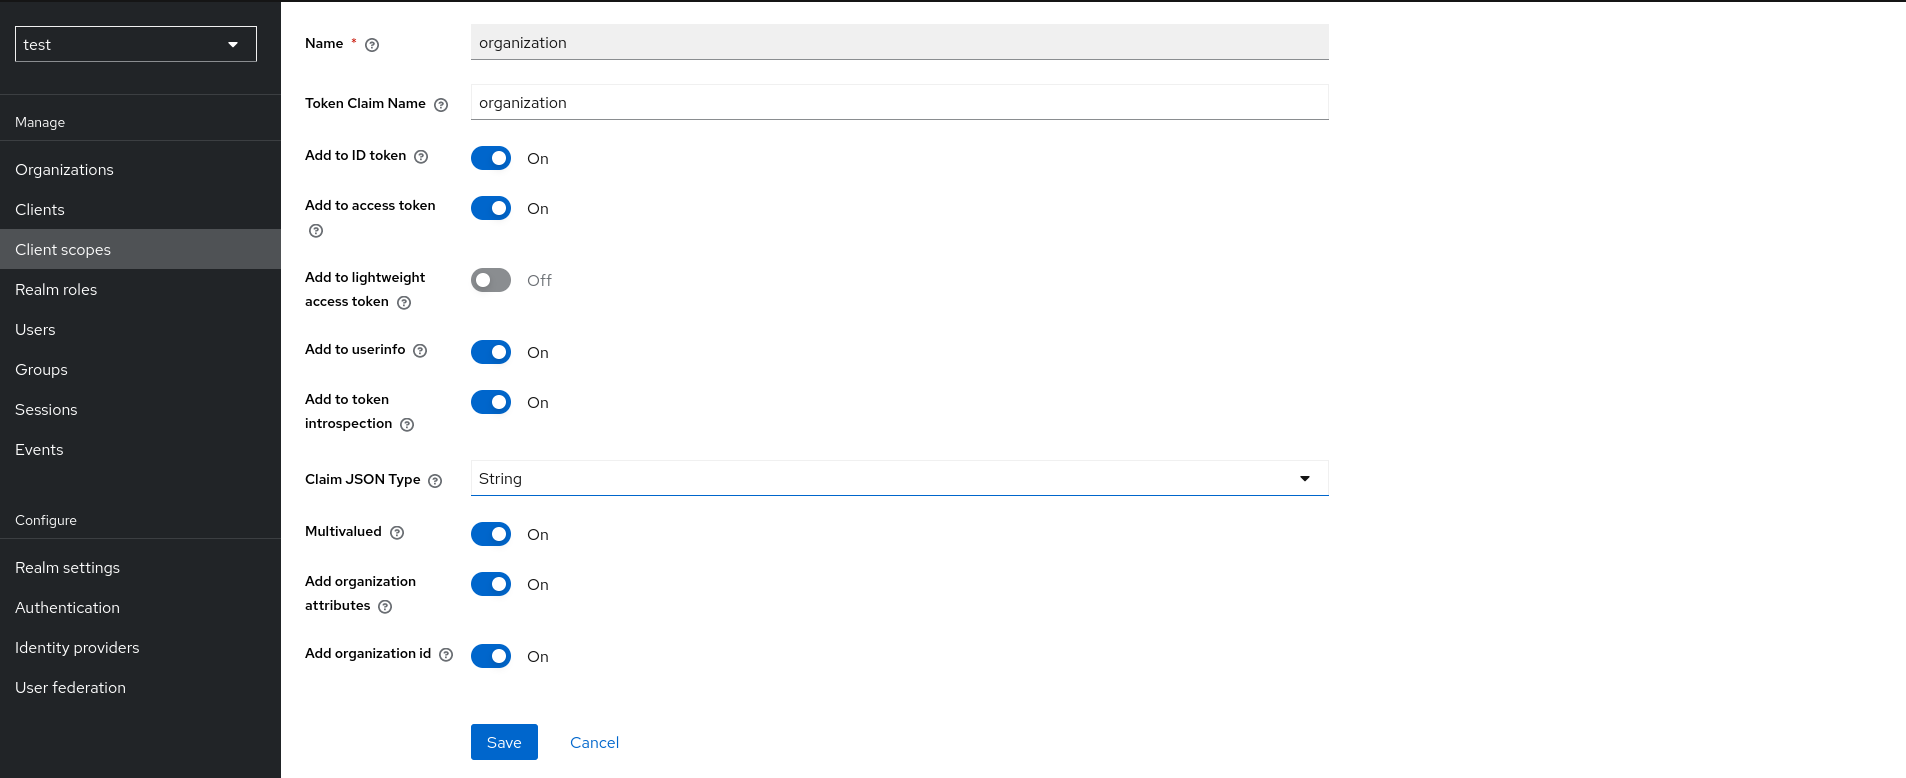 test
Manage
Organizations
Clients
Client scopes
Realm roles
Users
Groups
Sessions
Events
Configure
Realm settings
Authentication
Identity providers
User federation
Name *
organization
Token Claim Name
organization
Add to ID token
On
Add to access token
On
Add to lightweight
access token
Off
Add to userinfo
On
Add to token
introspection
On
Claim JSON Type
String
Multivalued
On
Add organization
attributes
On
Add organization id
On
Save
Cancel